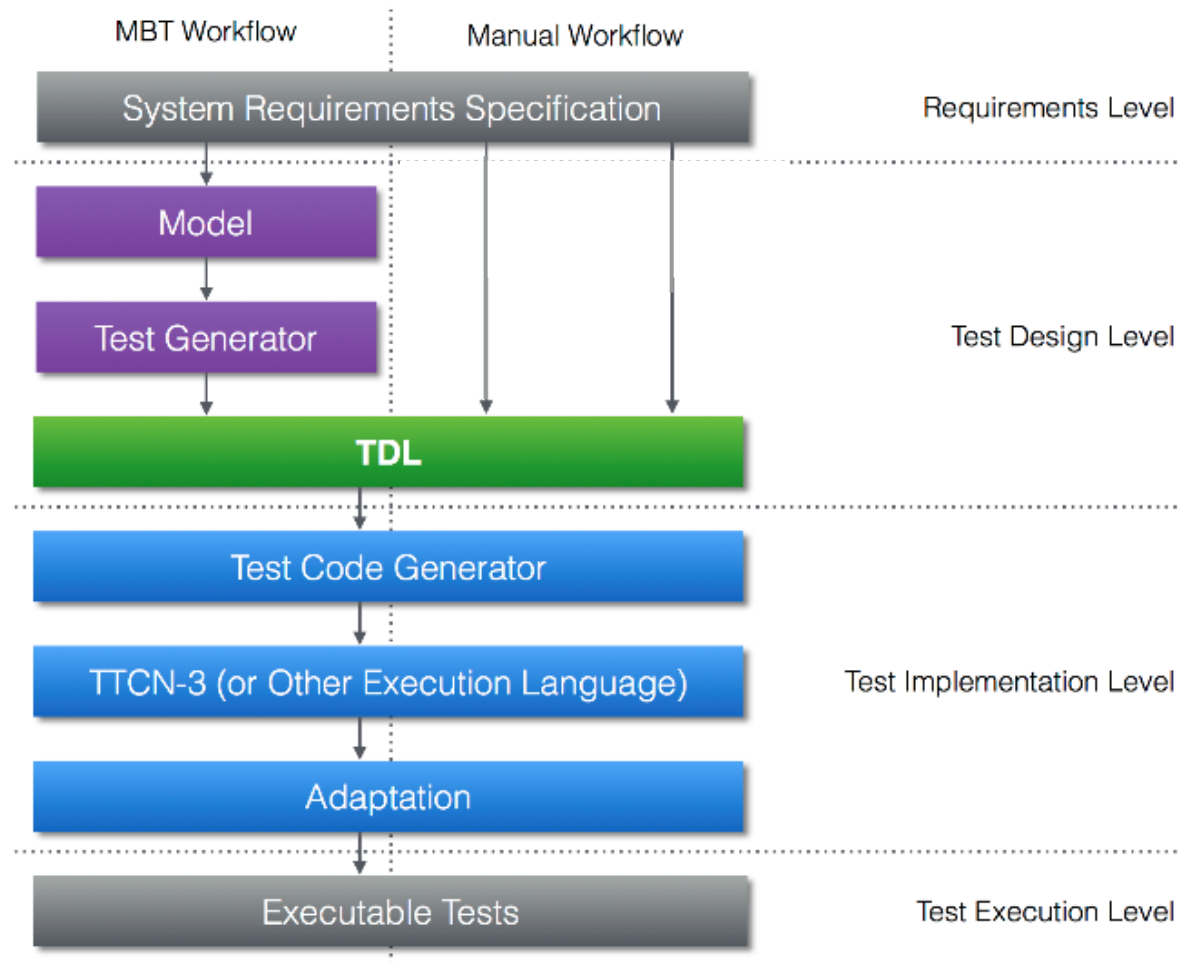 MBT Workflow
Manual Workflow
System Requirements Specification
Requirements Level
Model
Test Generator
Test Design Level
TDL
Test Code Generator
TTCN-3 (or Other Execution Language)
Test Implementation Level
Adaptation
Executable Tests
Test Execution Level